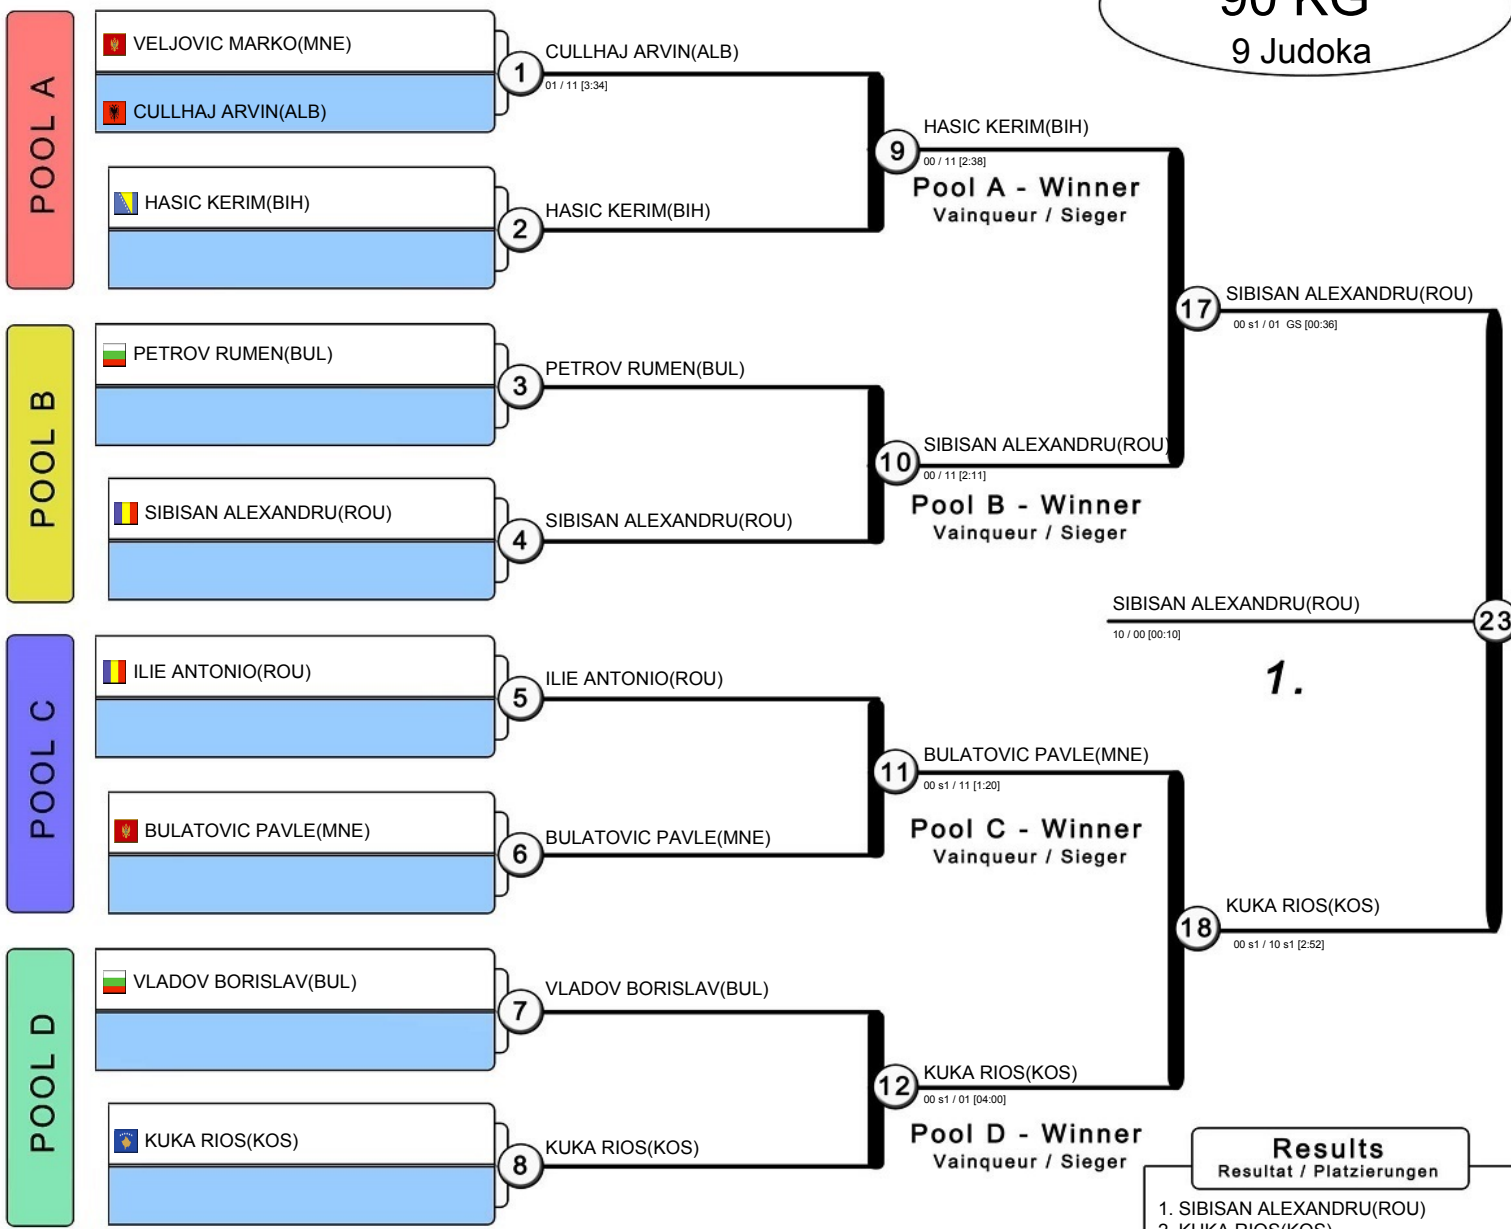 90 KG
9 Judoka
POOL A
VELJOVIC MARKO(MNE)
CULLHAJ ARVIN(ALB)
HASIC KERIM(BIH)
1
CULLHAJ ARVIN(ALB)
01 / 11 [3:34]
2
HASIC KERIM(BIH)
9
HASIC KERIM(BIH)
00 / 11 [2:38]
Pool A - Winner
Vainqueur / Sieger
POOL B
PETROV RUMEN(BUL)
SIBISAN ALEXANDRU(ROU)
3
PETROV RUMEN(BUL)
4
SIBISAN ALEXANDRU(ROU)
10
SIBISAN ALEXANDRU(ROU)
00 / 11 [2:11]
Pool B - Winner
Vainqueur / Sieger
17
SIBISAN ALEXANDRU(ROU)
00 s1 / 01 GS [00:36]
SIBISAN ALEXANDRU(ROU)
10 / 00 [00:10]
23
1.
POOL C
ILIE ANTONIO(ROU)
BULATOVIC PAVLE(MNE)
5
ILIE ANTONIO(ROU)
6
BULATOVIC PAVLE(MNE)
11
BULATOVIC PAVLE(MNE)
00 s1 / 11 [1:20]
Pool C - Winner
Vainqueur / Sieger
18
KUKA RIOS(KOS)
00 s1 / 10 s1 [2:52]
POOL D
VLADOV BORISLAV(BUL)
KUKA RIOS(KOS)
7
VLADOV BORISLAV(BUL)
8
KUKA RIOS(KOS)
12
KUKA RIOS(KOS)
00 s1 / 01 [04:00]
Pool D - Winner
Vainqueur / Sieger
Results
Resultat / Platzierungen
1. SIBISAN ALEXANDRU(ROU)
2. KUKA RIOS(KOS)